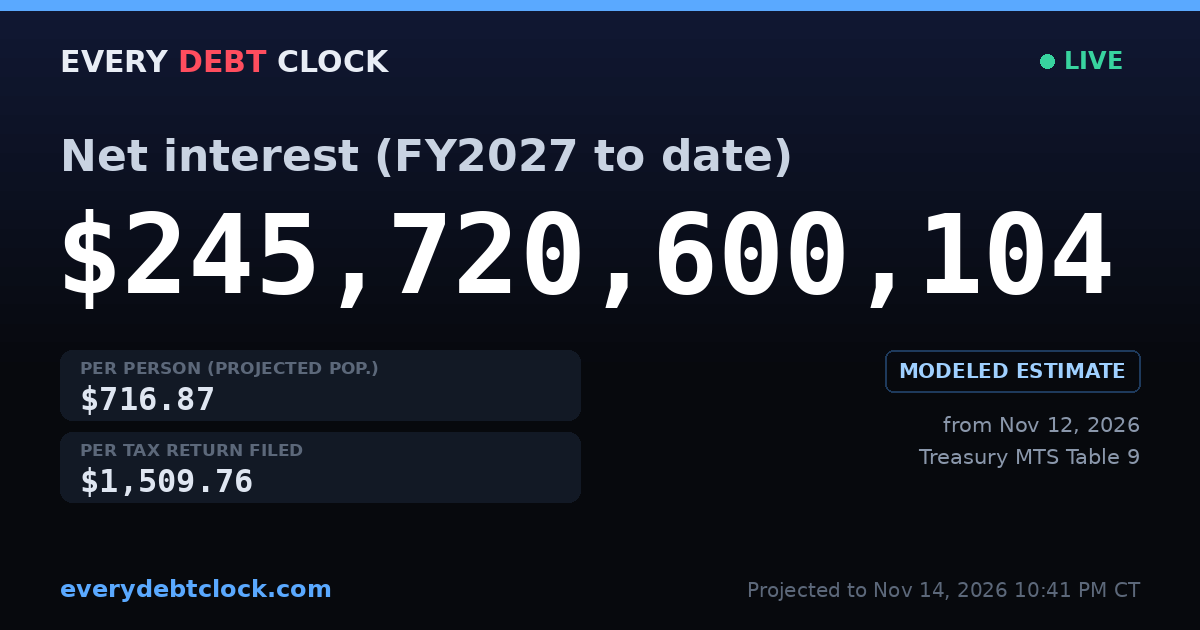 EVERY DEBT CLOCK
LIVE
Net interest (FY2027 to date)
$245,720,600,104
PER PERSON (PROJECTED POP.)
$716.87
PER TAX RETURN FILED
$1,509.76
MODELED ESTIMATE
from Nov 12, 2026
Treasury MTS Table 9
everydebtclock.com
Projected to Nov 14, 2026 10:41 PM CT